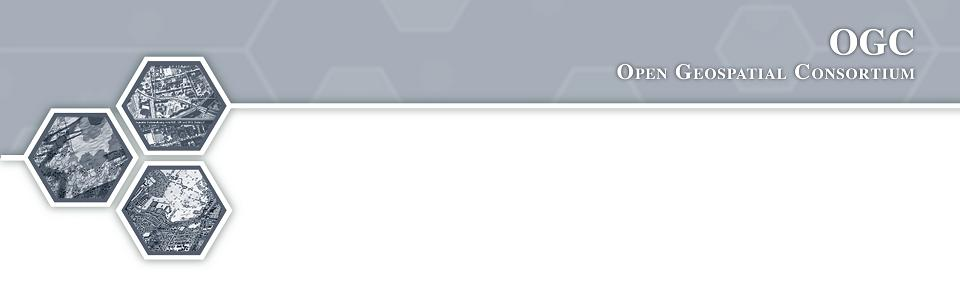 OGC
OPEN GEOSPATIAL CONSORTIUM